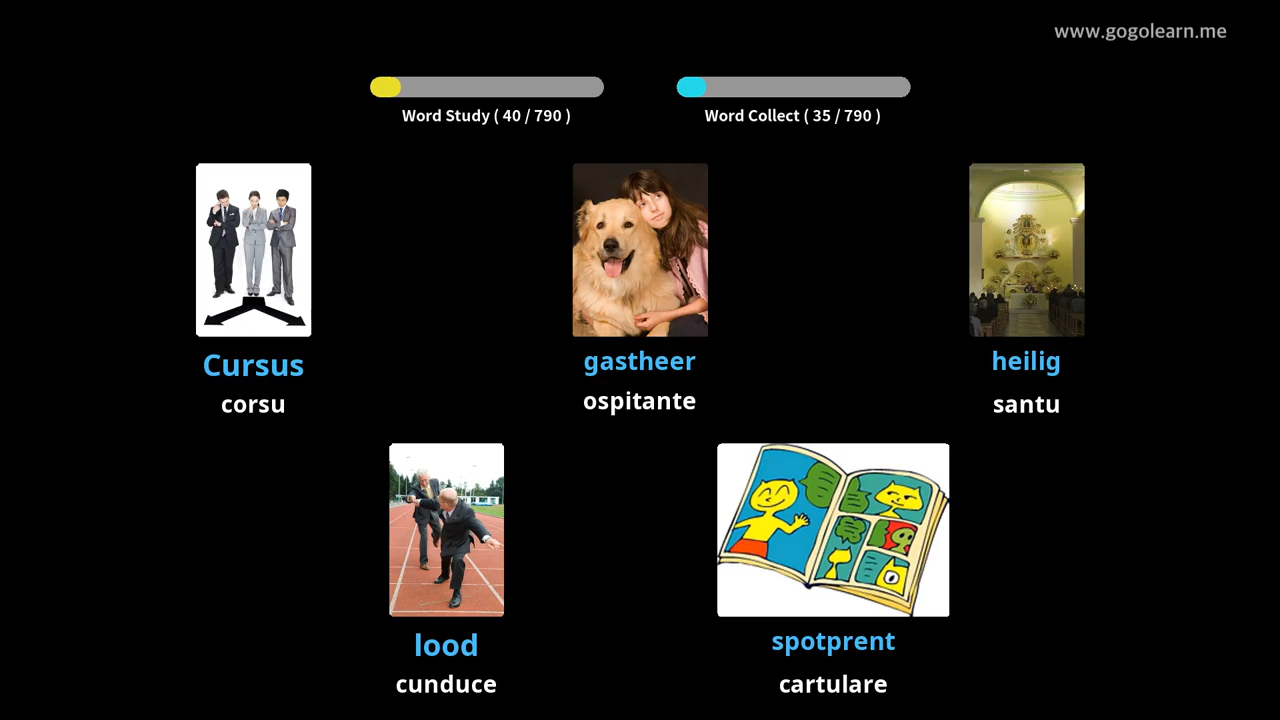 www.gogolearn.me
Word Study ( 40 / 790 )
Word Collect ( 35 / 790 )
Cursus
corsu
gastheer
ospitante
heilig
santu
lood
cunduce
spotprent
cartulare